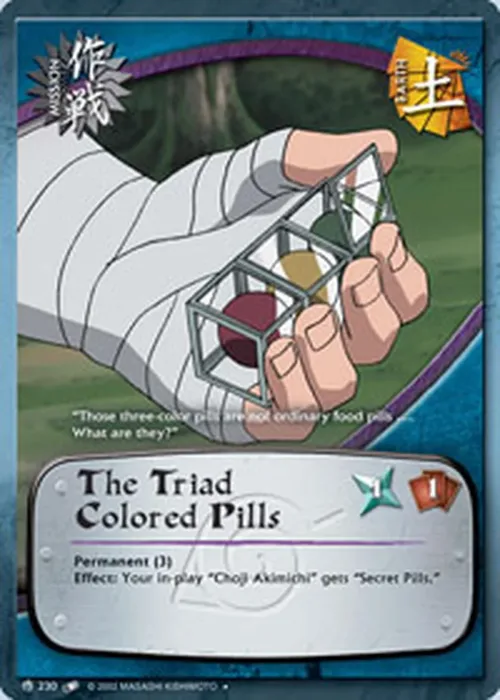 MISSION
作戦
EARTH
土
"Those three-color pills are not ordinary food pills ....
What are they?"
The Triad
Colored Pills
1
1
Permanent (3)
Effect: Your in-play "Choji Akimichi" gets "Secret Pills."
230 © 2002 MASASHI KISHIMOTO